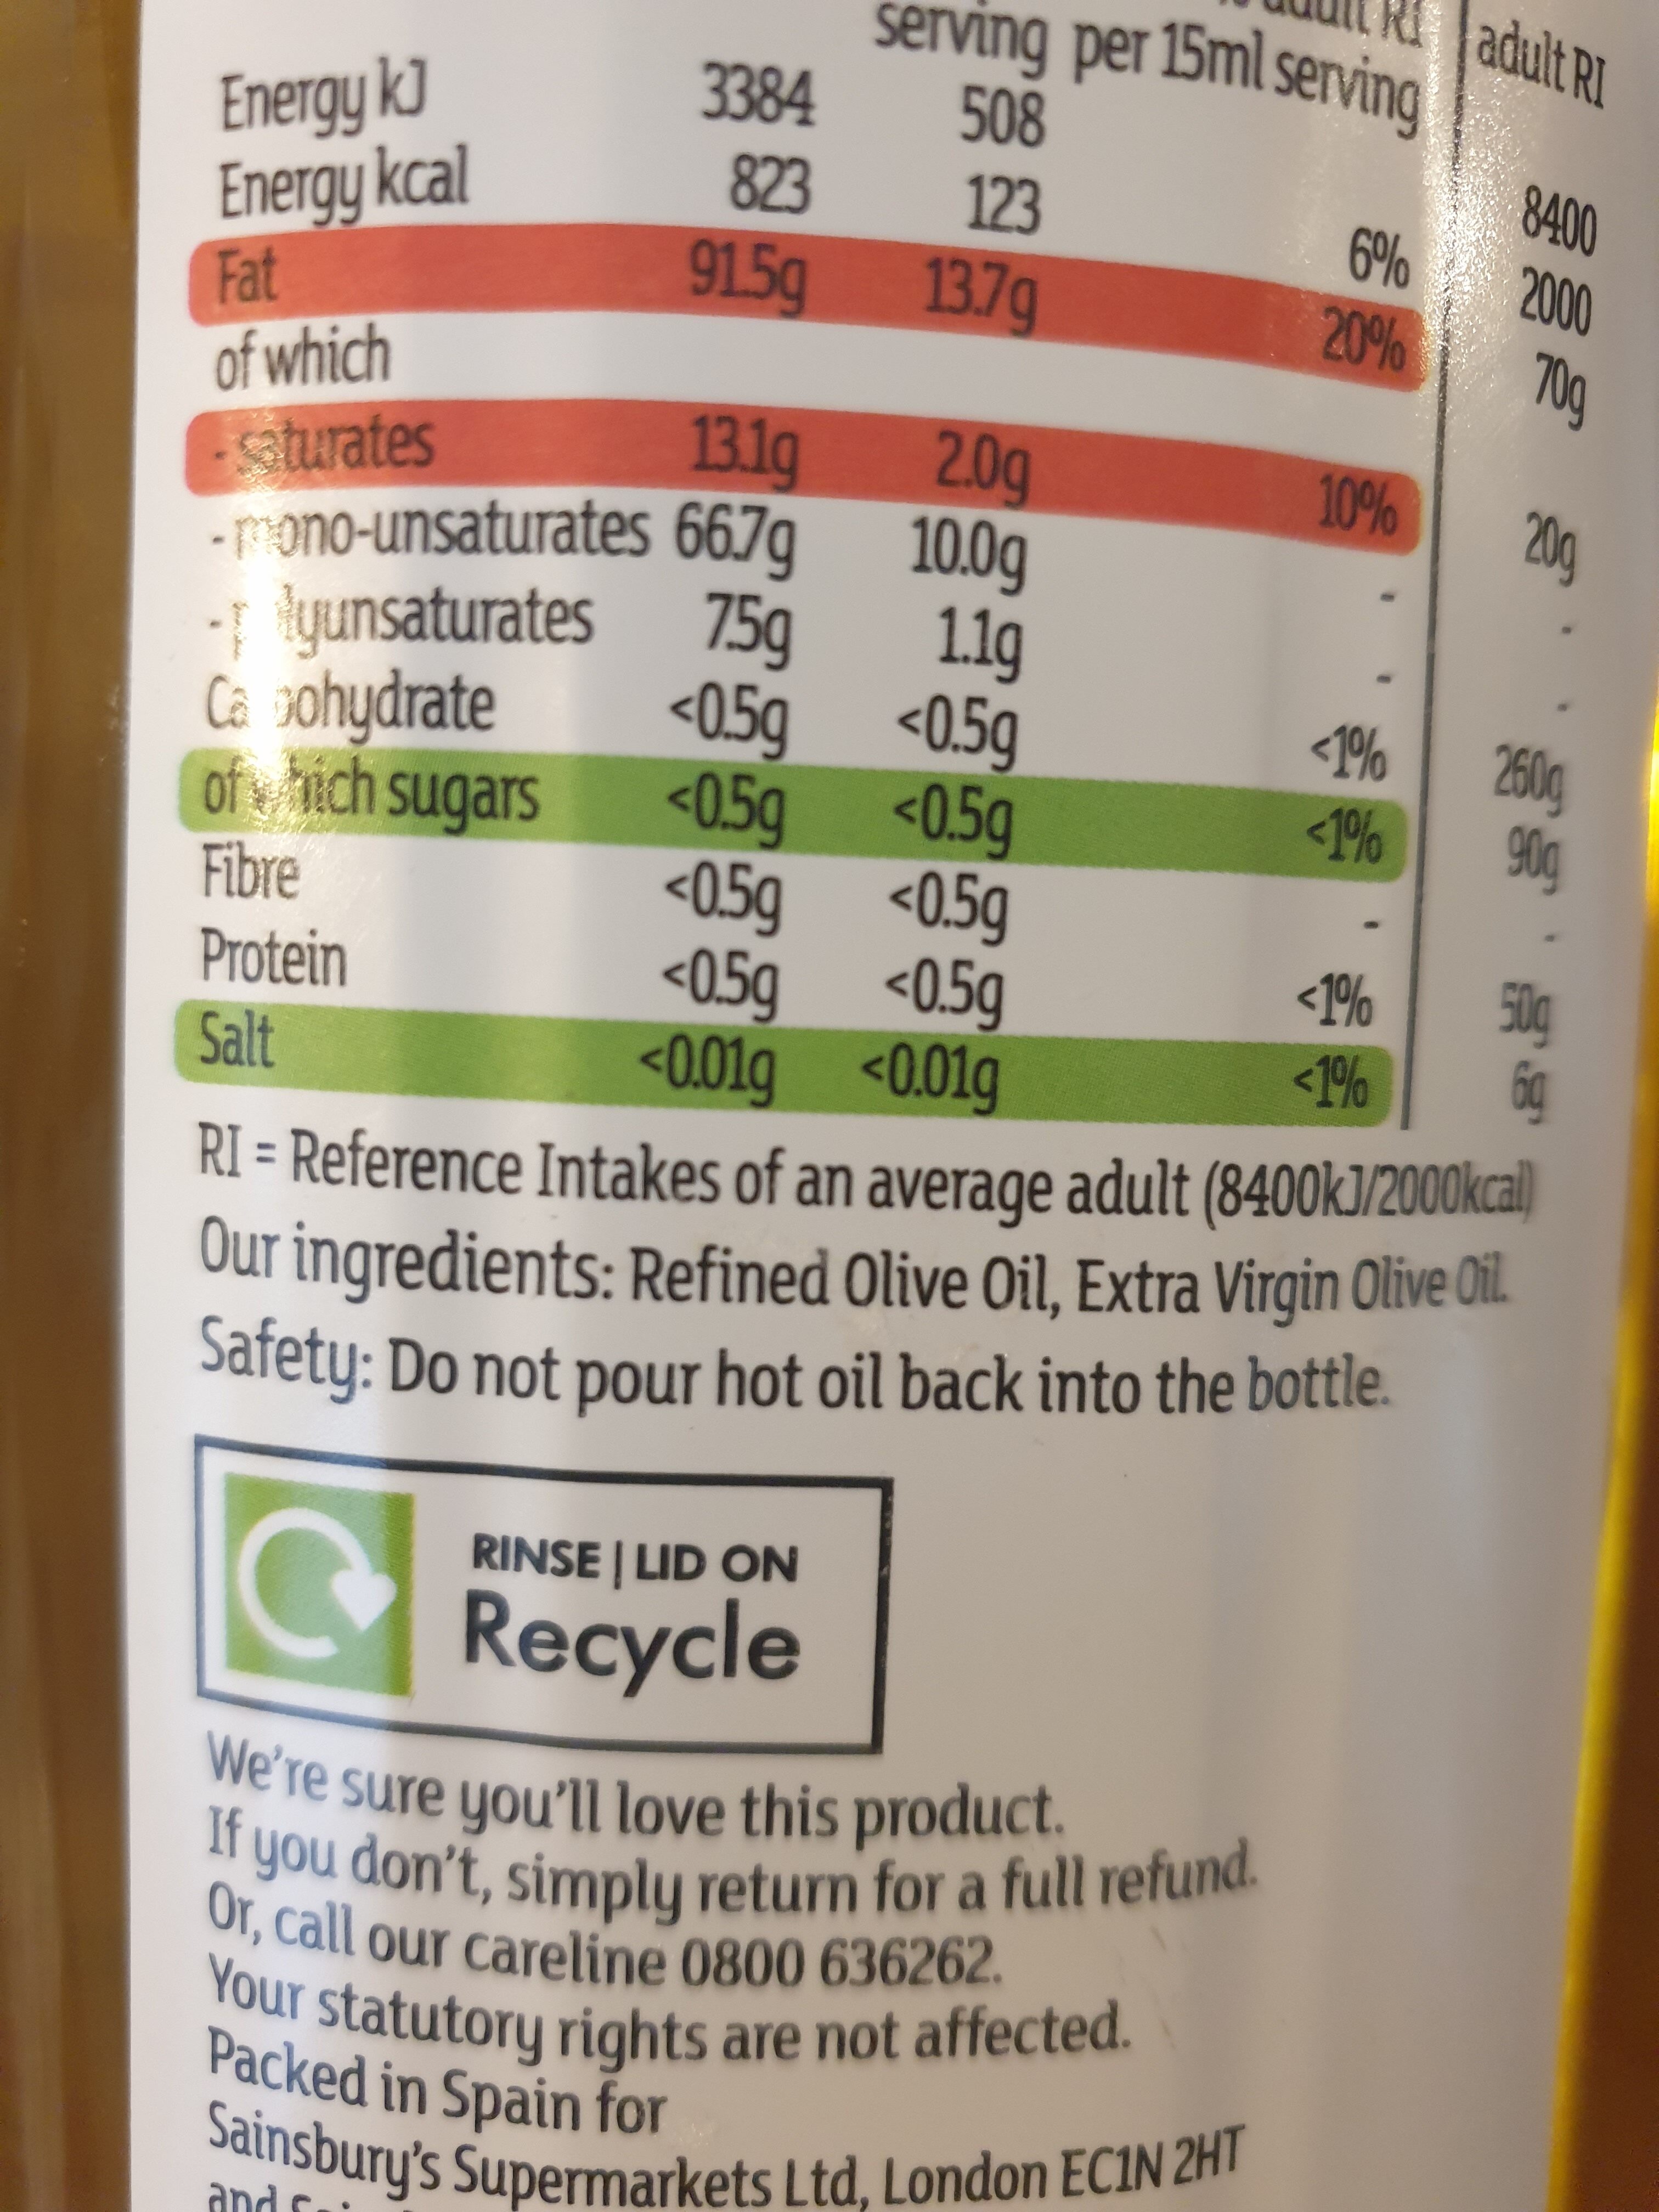 adult RI adult RI
serving per 15ml serving
Energy kJ 3384 508 8400
Energy kcal 823 123 6% 2000
Fat 91.5g 13.7g 20% 70g
of which
- saturates 13.1g 2.0g 10% 20g
- mono-unsaturates 66.7g 10.0g - -
- polyunsaturates 7.5g 1.1g - -
Carbohydrate <0.5g <0.5g <1% 260g
of which sugars <0.5g <0.5g <1% 90g
Fibre <0.5g <0.5g - -
Protein <0.5g <0.5g <1% 50g
Salt <0.01g <0.01g <1% 6g
RI = Reference Intakes of an average adult (8400kJ/2000kcal)
Our ingredients: Refined Olive Oil, Extra Virgin Olive Oil.
Safety: Do not pour hot oil back into the bottle.
RINSE | LID ON
Recycle
We're sure you'll love this product.
If you don't, simply return for a full refund.
Or, call our careline 0800 636262.
Your statutory rights are not affected.
Packed in Spain for
Sainsbury's Supermarkets Ltd, London EC1N 2HT
and